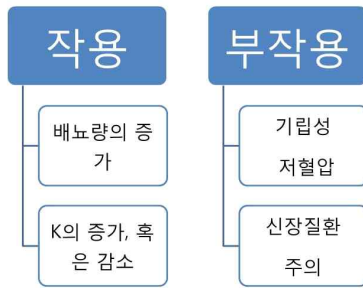 작용
배뇨량의 증
가
K의 증가, 혹
은 감소
부작용
기립성
저혈압
신장질환
주의